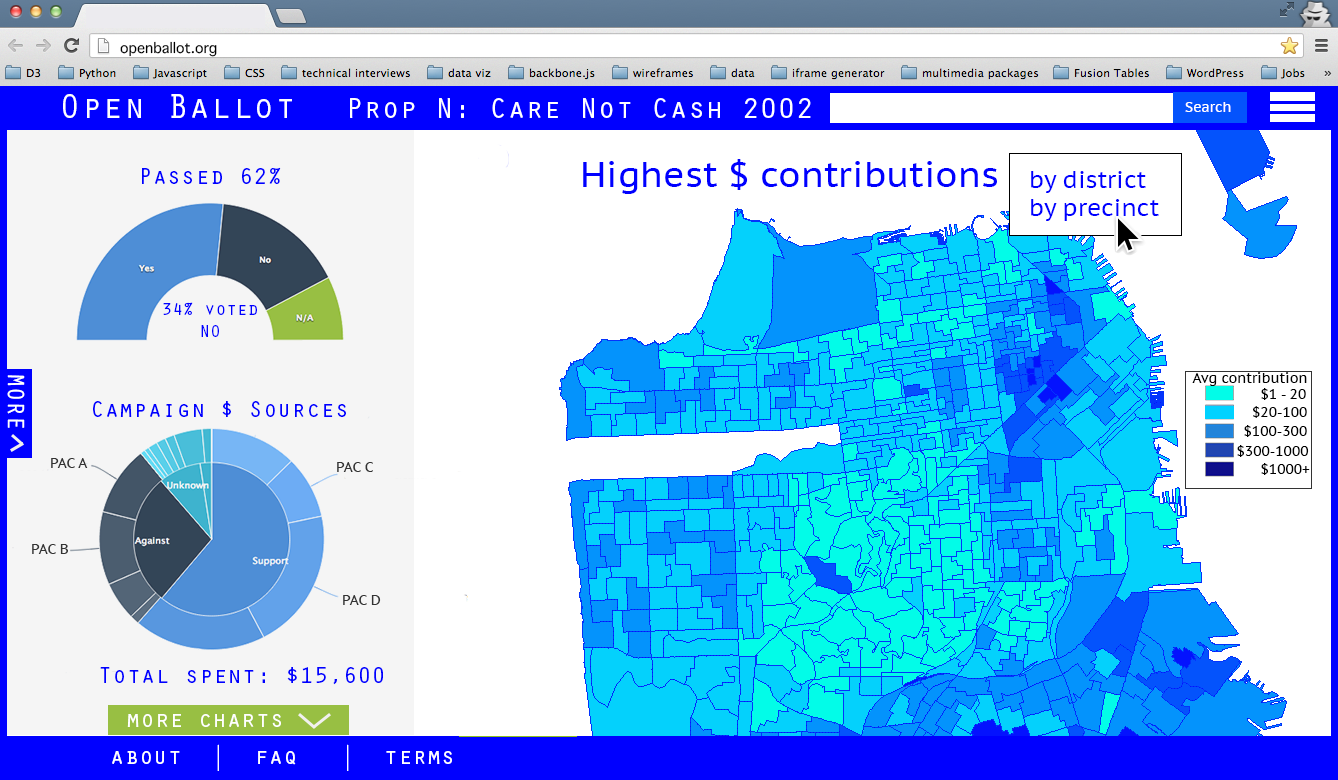 openballot.org
D3 Python Javascript CSS technical interviews data viz backbone.js wireframes data iframe generator multimedia packages Fusion Tables WordPress Jobs »
OPEN BALLOT PROP N: CARE NOT CASH 2002 Search
PASSED 62%
Yes
No
N/A
34% VOTED
NO
MORE
CAMPAIGN $ SOURCES
PAC A
PAC C
Unknown
PAC B
Against
Support
PAC D
TOTAL SPENT: $15,600
MORE CHARTS
Highest $ contributions
by district
by precinct
Avg contribution
$1 - 20
$20-100
$100-300
$300-1000
$1000+
ABOUT | FAQ | TERMS